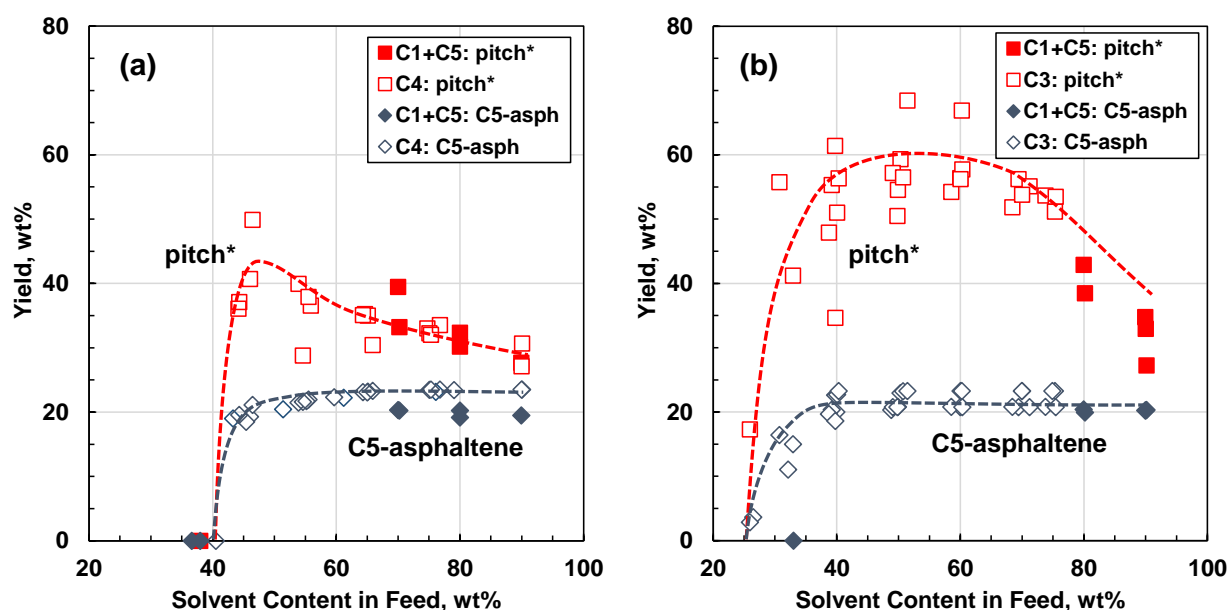 (a)
C1+C5: pitch*
C4: pitch*
C1+C5: C5-asph
C4: C5-asph
pitch*
C5-asphaltene
80
60
40
20
0
20
40
60
80
100
Yield, wt%
Solvent Content in Feed, wt%
(b)
C1+C5: pitch*
C3: pitch*
C1+C5: C5-asph
C3: C5-asph
pitch*
C5-asphaltene
80
60
40
20
0
20
40
60
80
100
Yield, wt%
Solvent Content in Feed, wt%